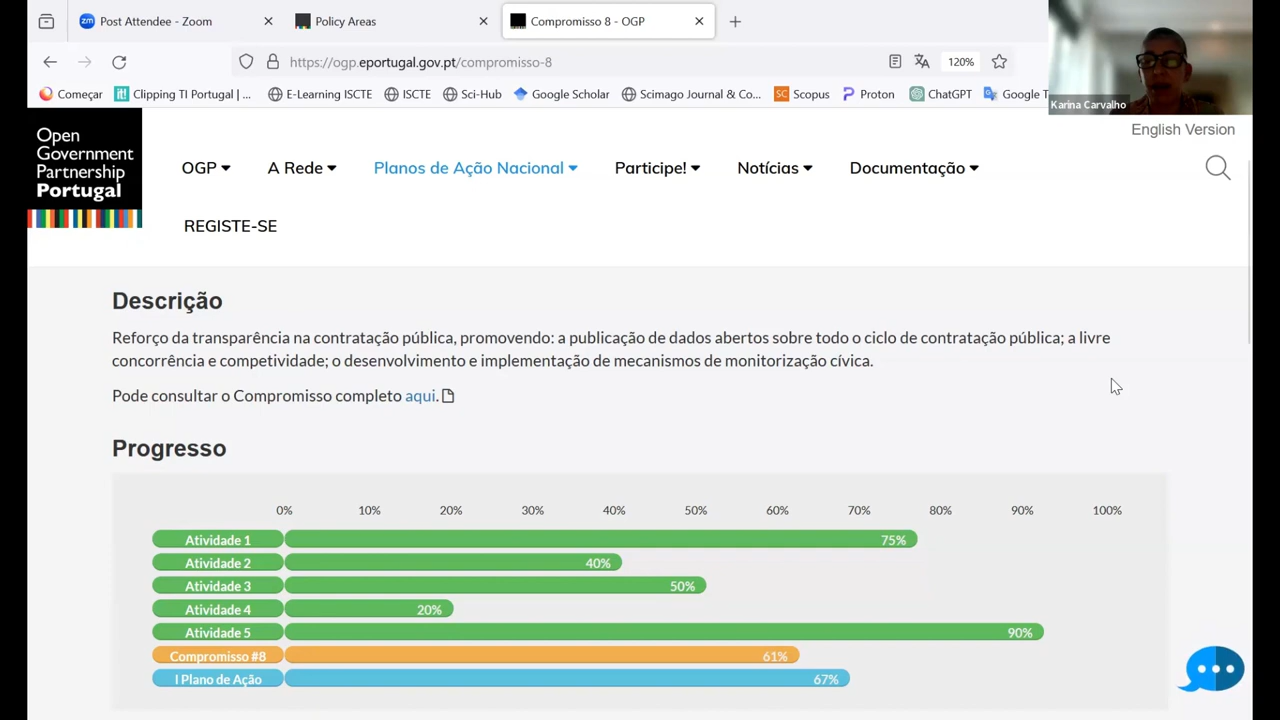 Post Attendee - Zoom
Policy Areas
Compromisso 8 - OGP
https://ogp.eportugal.gov.pt/compromisso-8
120%
Começar
Clipping TI Portugal | ...
E-Learning ISCTE
ISCTE
Sci-Hub
Google Scholar
Scimago Journal & Co...
Scopus
Proton
ChatGPT
Google T
Karina Carvalho
English Version
Open
Government
Partnership
Portugal
OGP
A Rede
Planos de Ação Nacional
Participe!
Notícias
Documentação
REGISTE-SE
Descrição
Reforço da transparência na contratação pública, promovendo: a publicação de dados abertos sobre todo o ciclo de contratação pública; a livre
concorrência e competividade; o desenvolvimento e implementação de mecanismos de monitorização cívica.
Pode consultar o Compromisso completo aqui.
Progresso
0% 10% 20% 30% 40% 50% 60% 70% 80% 90% 100%
Atividade 1 75%
Atividade 2 40%
Atividade 3 50%
Atividade 4 20%
Atividade 5 90%
Compromisso #8 61%
I Plano de Ação 67%